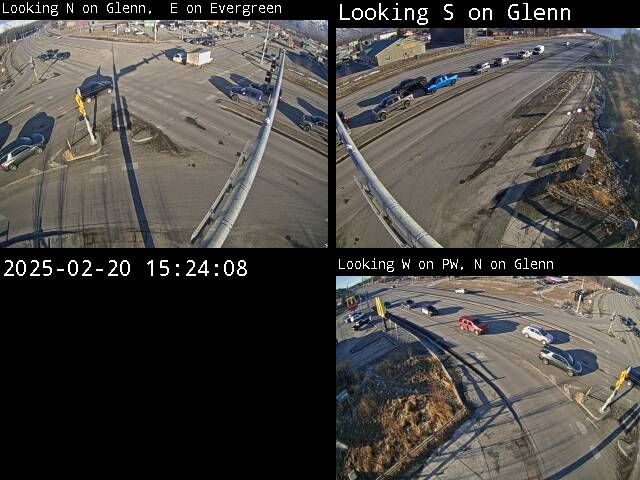 Looking N on Glenn, E on Evergreen
Looking S on Glenn
2025-02-20 15:24:08
Looking W on PW, N on Glenn